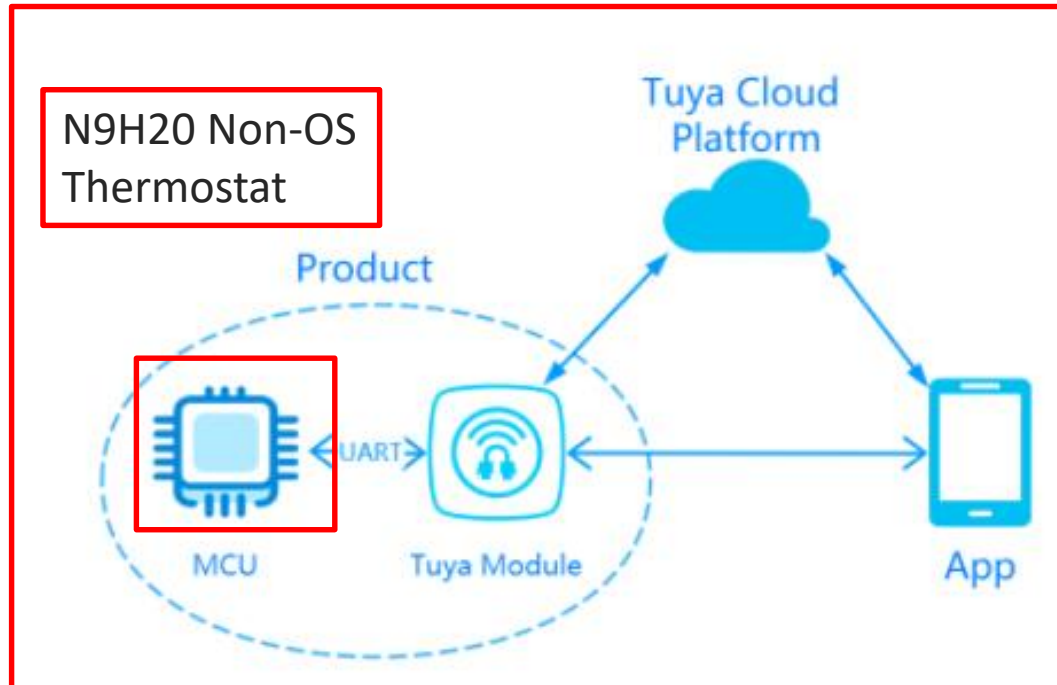 N9H20 Non-OS
Thermostat
Tuya Cloud
Platform
Product
UART
MCU
Tuya Module
App